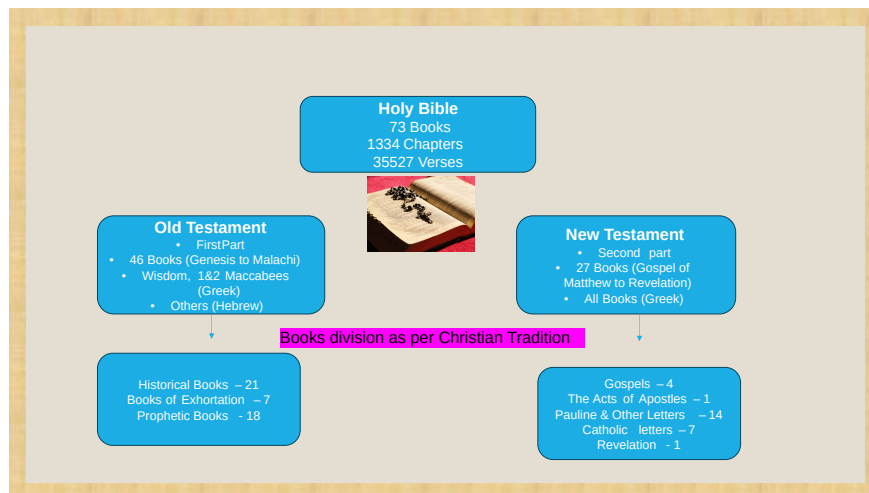 Holy Bible
73 Books
1334 Chapters
35527 Verses
Old Testament
• FirstPart
• 46 Books (Genesis to Malachi)
• Wisdom, 1&2 Maccabees
(Greek)
• Others (Hebrew)
New Testament
• Second part
• 27 Books (Gospel of
Matthew to Revelation)
• All Books (Greek)
Books division as per Christian Tradition
Historical Books – 21
Books of Exhortation – 7
Prophetic Books - 18
Gospels – 4
The Acts of Apostles – 1
Pauline & Other Letters – 14
Catholic letters – 7
Revelation - 1